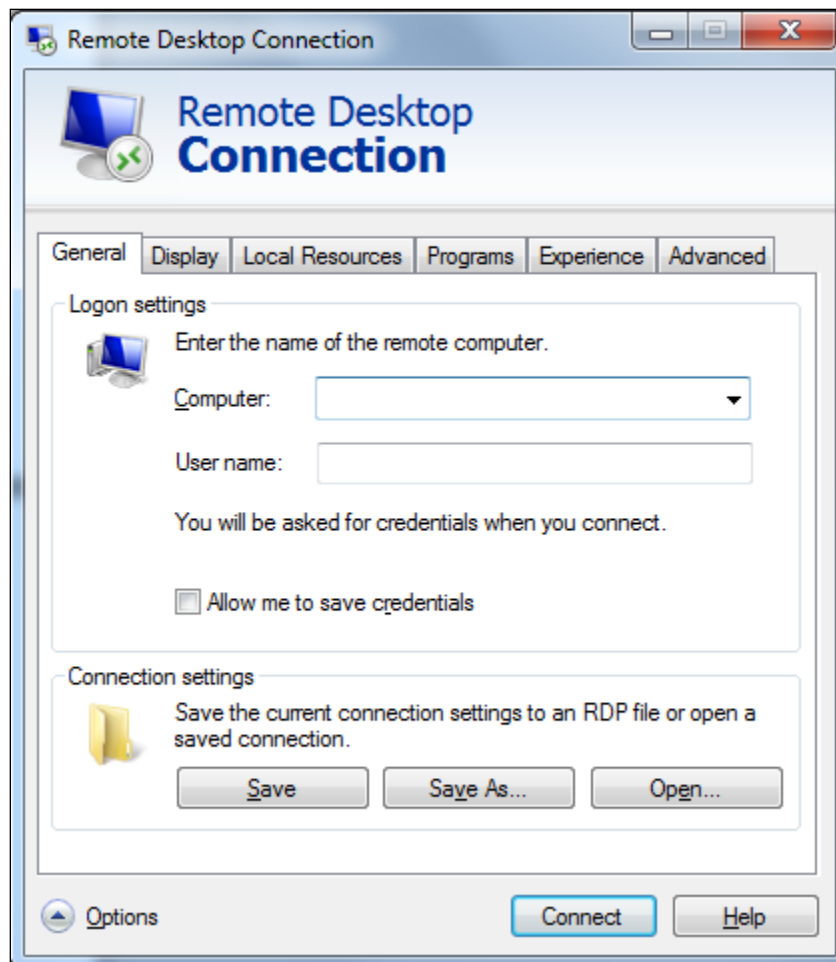 Remote Desktop Connection
Remote Desktop
Connection
General Display Local Resources Programs Experience Advanced
Logon settings
Enter the name of the remote computer.
Computer:
User name:
You will be asked for credentials when you connect.
Allow me to save credentials
Connection settings
Save the current connection settings to an RDP file or open a
saved connection.
Save Save As... Open...
Options Connect Help